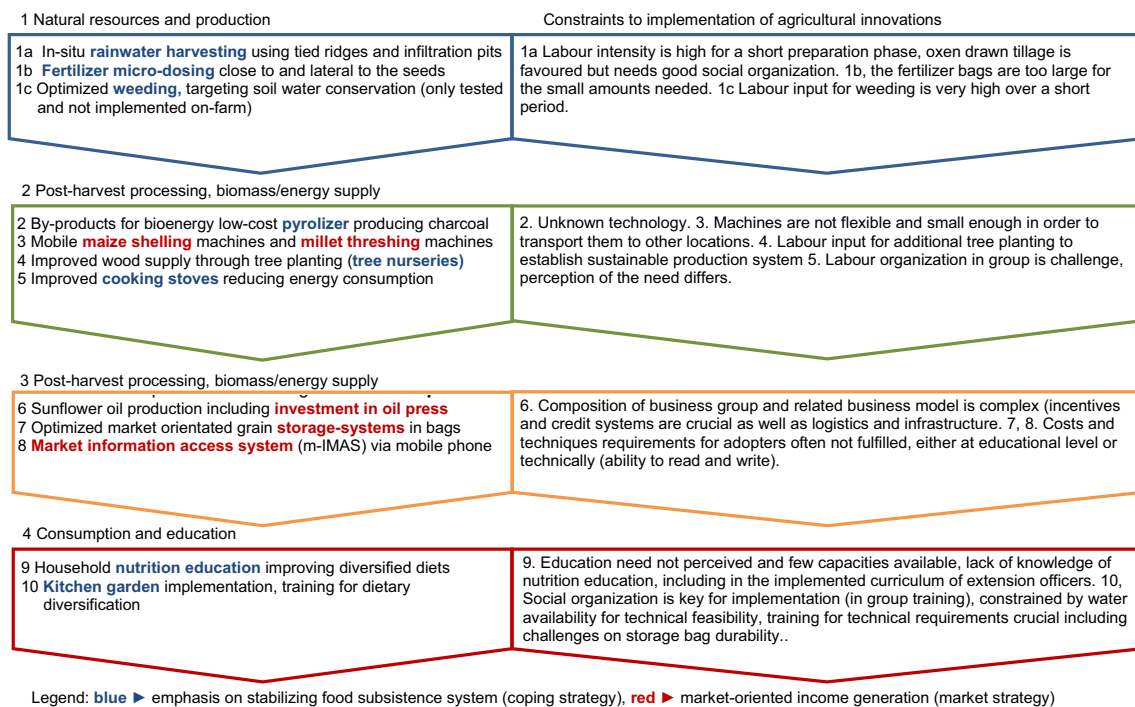 1 Natural resources and production
Constraints to implementation of agricultural innovations
1a In-situ rainwater harvesting using tied ridges and infiltration pits
1b Fertilizer micro-dosing close to and lateral to the seeds
1c Optimized weeding, targeting soil water conservation (only tested
and not implemented on-farm)
1a Labour intensity is high for a short preparation phase, oxen drawn tillage is
favoured but needs good social organization. 1b, the fertilizer bags are too large for
the small amounts needed. 1c Labour input for weeding is very high over a short
period.
2 Post-harvest processing, biomass/energy supply
2 By-products for bioenergy low-cost pyrolizer producing charcoal
3 Mobile maize shelling machines and millet threshing machines
4 Improved wood supply through tree planting (tree nurseries)
5 Improved cooking stoves reducing energy consumption
2. Unknown technology. 3. Machines are not flexible and small enough in order to
transport them to other locations. 4. Labour input for additional tree planting to
establish sustainable production system 5. Labour organization in group is challenge,
perception of the need differs.
3 Post-harvest processing, biomass/energy supply
6 Sunflower oil production including investment in oil press
7 Optimized market orientated grain storage-systems in bags
8 Market information access system (m-IMAS) via mobile phone
6. Composition of business group and related business model is complex (incentives
and credit systems are crucial as well as logistics and infrastructure. 7, 8. Costs and
techniques requirements for adopters often not fulfilled, either at educational level or
technically (ability to read and write).
4 Consumption and education
9 Household nutrition education improving diversified diets
10 Kitchen garden implementation, training for dietary
diversification
9. Education need not perceived and few capacities available, lack of knowledge of
nutrition education, including in the implemented curriculum of extension officers. 10,
Social organization is key for implementation (in group training), constrained by water
availability for technical feasibility, training for technical requirements crucial including
challenges on storage bag durability..
Legend: blue ► emphasis on stabilizing food subsistence system (coping strategy), red ► market-oriented income generation (market strategy)